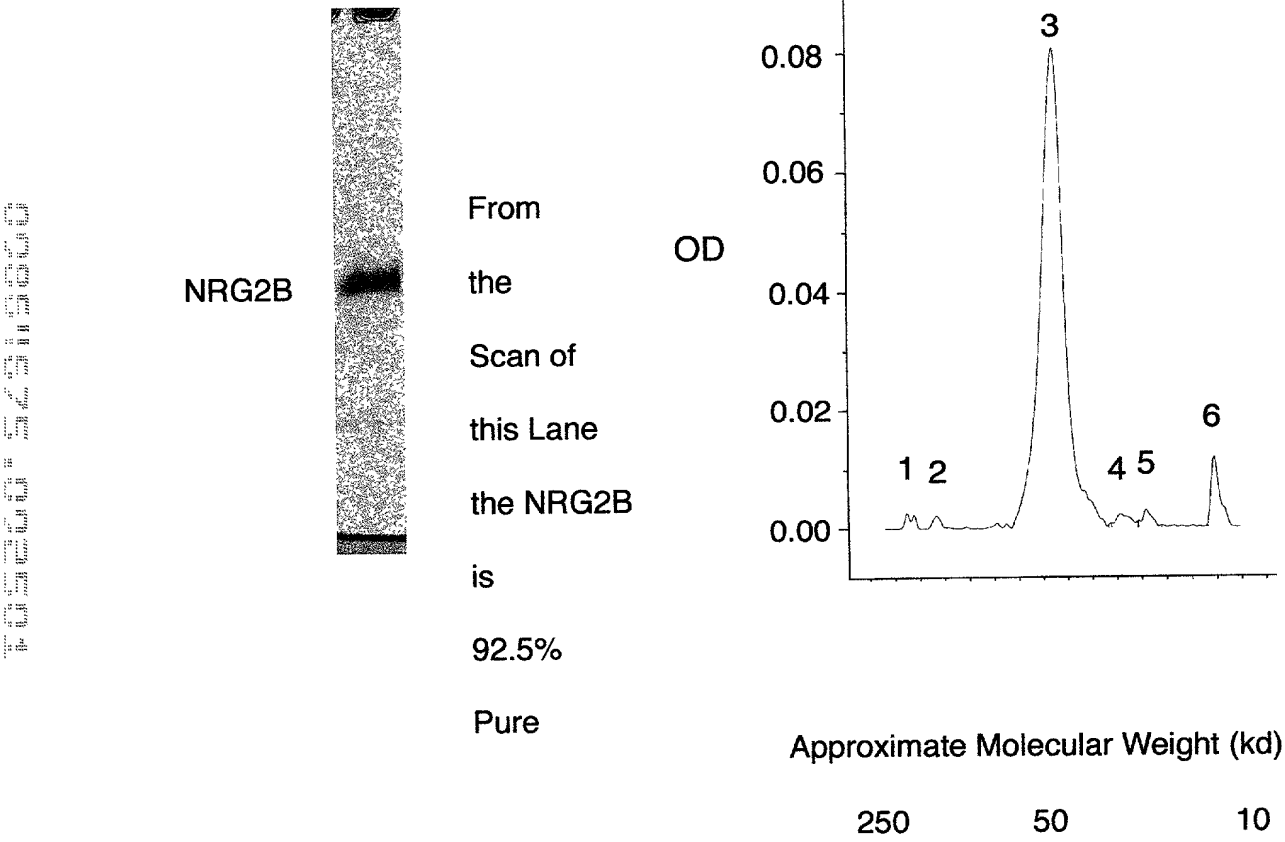 NRG2B
From
the
Scan of
this Lane
the NRG2B
is
92.5%
Pure
OD
0.08
0.06
0.04
0.02
0.00
1
2
3
4
5
6
Approximate Molecular Weight (kd)
250 50 10